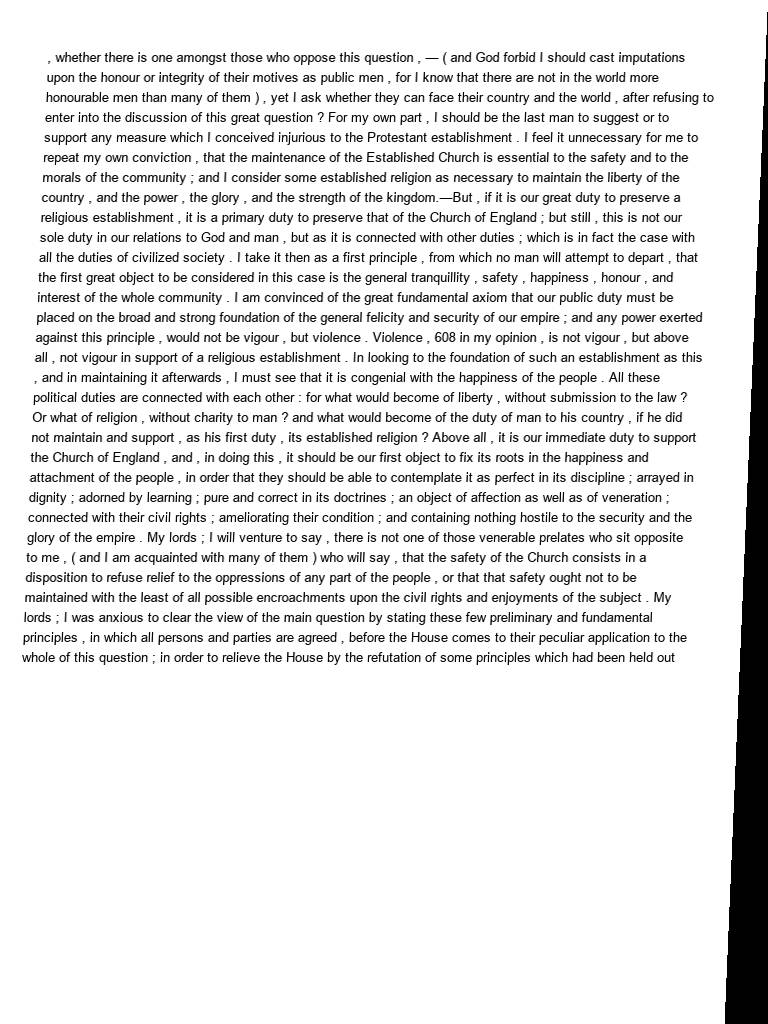 , whether there is one amongst those who oppose this question , — ( and God forbid I should cast imputations
upon the honour or integrity of their motives as public men , for I know that there are not in the world more
honourable men than many of them ) , yet I ask whether they can face their country and the world , after refusing to
enter into the discussion of this great question ? For my own part , I should be the last man to suggest or to
support any measure which I conceived injurious to the Protestant establishment . I feel it unnecessary for me to
repeat my own conviction , that the maintenance of the Established Church is essential to the safety and to the
morals of the community ; and I consider some established religion as necessary to maintain the liberty of the
country , and the power , the glory , and the strength of the kingdom.—But , if it is our great duty to preserve a
religious establishment , it is a primary duty to preserve that of the Church of England ; but still , this is not our
sole duty in our relations to God and man , but as it is connected with other duties ; which is in fact the case with
all the duties of civilized society . I take it then as a first principle , from which no man will attempt to depart , that
the first great object to be considered in this case is the general tranquillity , safety , happiness , honour , and
interest of the whole community . I am convinced of the great fundamental axiom that our public duty must be
placed on the broad and strong foundation of the general felicity and security of our empire ; and any power exerted
against this principle , would not be vigour , but violence . Violence , 608 in my opinion , is not vigour , but above
all , not vigour in support of a religious establishment . In looking to the foundation of such an establishment as this
, and in maintaining it afterwards , I must see that it is congenial with the happiness of the people . All these
political duties are connected with each other : for what would become of liberty , without submission to the law ?
Or what of religion , without charity to man ? and what would become of the duty of man to his country , if he did
not maintain and support , as his first duty , its established religion ? Above all , it is our immediate duty to support
the Church of England , and , in doing this , it should be our first object to fix its roots in the happiness and
attachment of the people , in order that they should be able to contemplate it as perfect in its discipline ; arrayed in
dignity ; adorned by learning ; pure and correct in its doctrines ; an object of affection as well as of veneration ;
connected with their civil rights ; ameliorating their condition ; and containing nothing hostile to the security and the
glory of the empire . My lords ; I will venture to say , there is not one of those venerable prelates who sit opposite
to me , ( and I am acquainted with many of them ) who will say , that the safety of the Church consists in a
disposition to refuse relief to the oppressions of any part of the people , or that that safety ought not to be
maintained with the least of all possible encroachments upon the civil rights and enjoyments of the subject . My
lords ; I was anxious to clear the view of the main question by stating these few preliminary and fundamental
principles , in which all persons and parties are agreed , before the House comes to their peculiar application to the
whole of this question ; in order to relieve the House by the refutation of some principles which had been held out